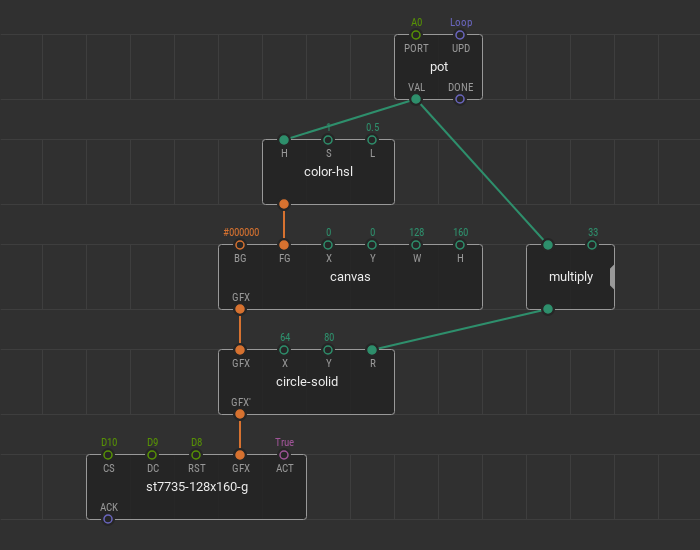 A0 Loop
PORT UPD
pot
VAL DONE
1 0.5
H S L
color-hsl
#000000 0 0 128 160 33
BG FG X Y W H
canvas multiply
GFX
64 80
GFX X Y R
circle-solid
GFX'
D10 D9 D8 True
CS DC RST GFX ACT
st7735-128x160-g
ACK